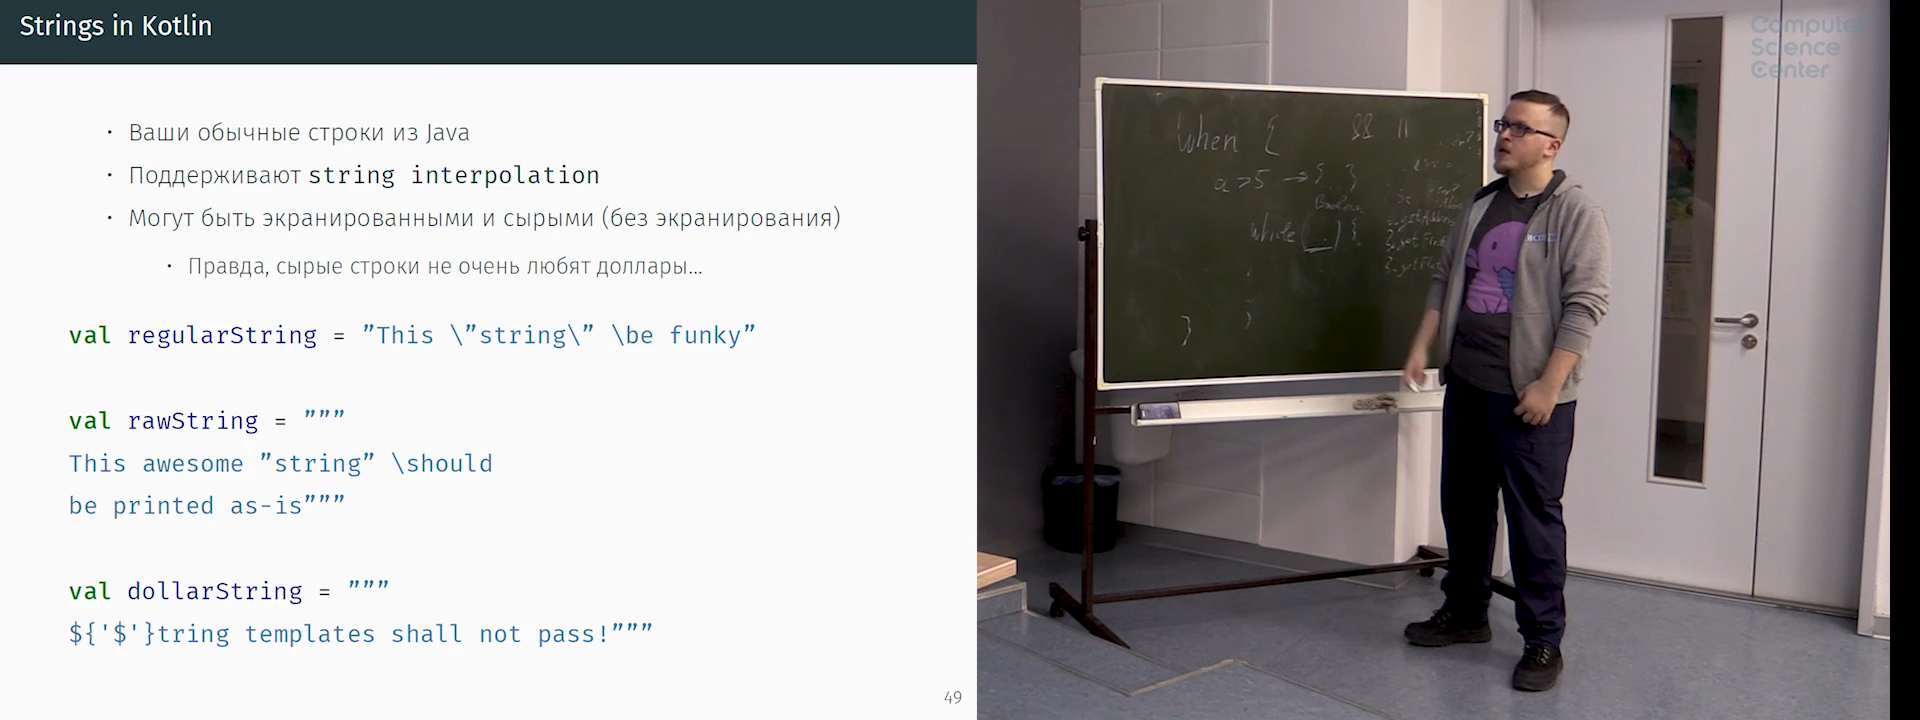 Strings in Kotlin
· Ваши обычные строки из Java
· Поддерживают string interpolation
· Могут быть экранированными и сырыми (без экранирования)
· Правда, сырые строки не очень любят доллары...
val regularString = ”This \”string\” \be funky”
val rawString = ”””
This awesome ”string” \should
be printed as-is”””
val dollarString = ”””
${'$'}tring templates shall not pass!”””
49
Computer
Science
Center
when { && ||
a > 5 → { .. }
Boolean
while (...) {
}